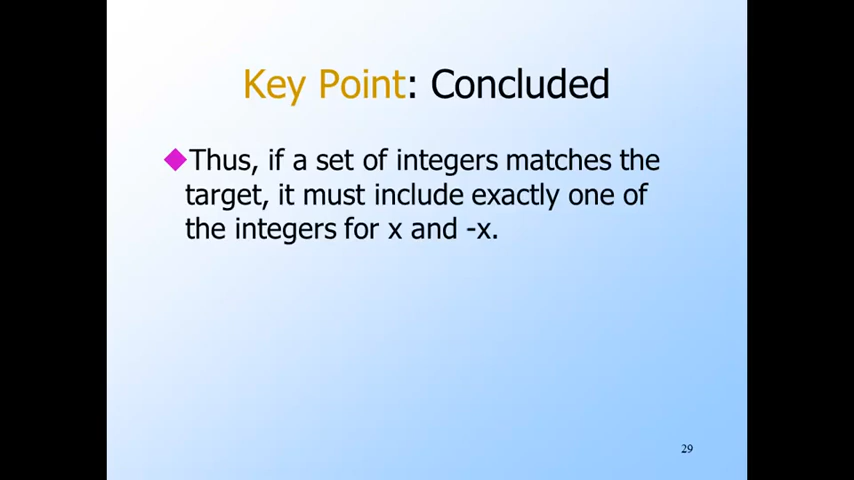 Key Point: Concluded
Thus, if a set of integers matches the
target, it must include exactly one of
the integers for x and -x.
29